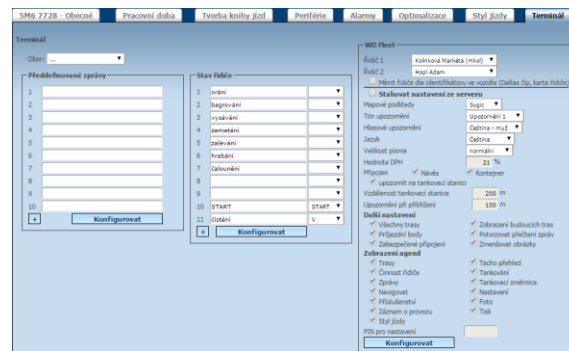 5M6 7728 - Obecné Pracovní doba Tvorba knihy jízd Periférie Alarmy Optimalizace Styl jízdy Terminál
Terminál
Obor: ...
Předdefinované zprávy
1
2
3
4
5
6
7
8
9
10
+ Konfigurovat
Stav řidiče
1 orání
2 bagrování
3 vysávání
4 zametání
5 zalévání
6 hrabání
7 čalounění
8
9
10 START START
11 čistění V
+ Konfigurovat
WD Fleet
Řidič 1 Kolínková Markéta (mkol)
Řidič 2 Hopl Adam
Měnit řidiče dle identifikátoru ve vozidle (Dallas čip, karta řidiče)
Stahovat nastavení ze serveru
Mapové podklady Sygic
Tón upozornění Upozornění 1
Hlasové upozornění Čeština - muž
Jazyk Čeština
Velikost písma normální
Hodnota DPH 21 %
Připojen Návěs Kontejner
upozornit na tankovací stanici
Vzdálenost tankovací stanice 200 m
Upozornění při přiblížení 100 m
Další nastavení
Všechny trasy Zobrazení budoucích tras
Průjezdní body Potvrzovat přečtení zpráv
Zabezpečené připojení Zmenšovat obrázky
Zobrazení agend
Trasy Tacho přehled
Činnost řidiče Tankování
Zprávy Tankovací směrnice
Navigovat Nastavení
Příslušenství Foto
Záznam o provozu Tisk
Styl jízdy
PIN pro nastavení
Konfigurovat